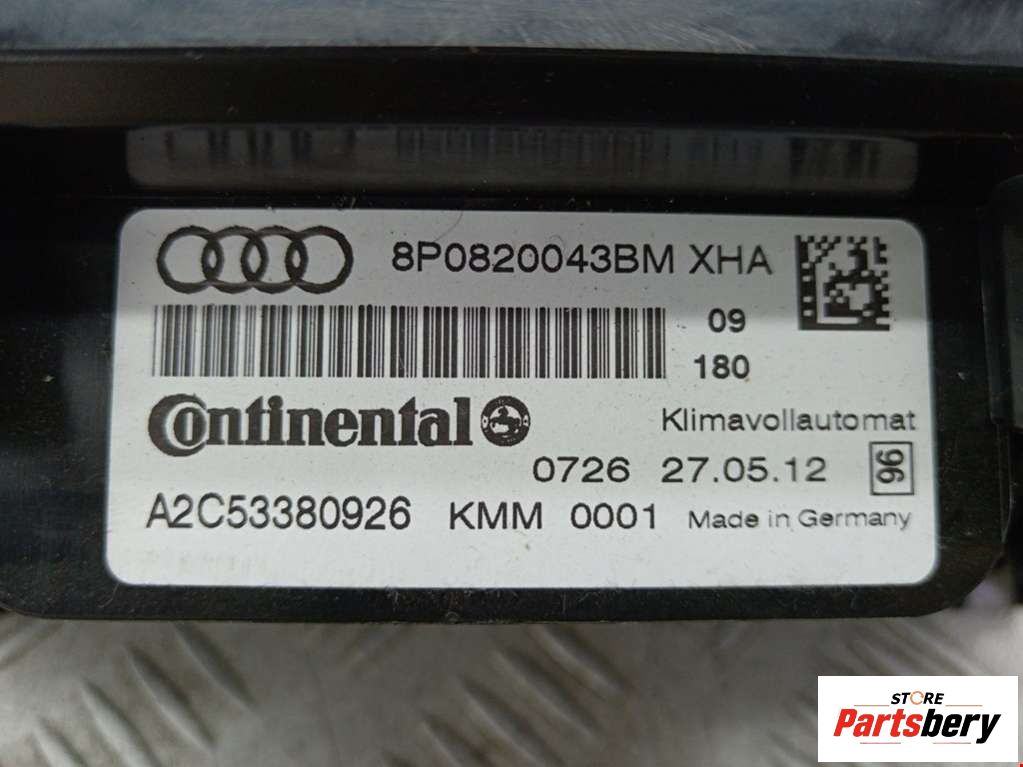 8P0820043BM XHA
09
180
Continental
Klimavollautomat
0726 27.05.12 96
A2C53380926 KMM 0001 Made in Germany
STORE
Partsbery